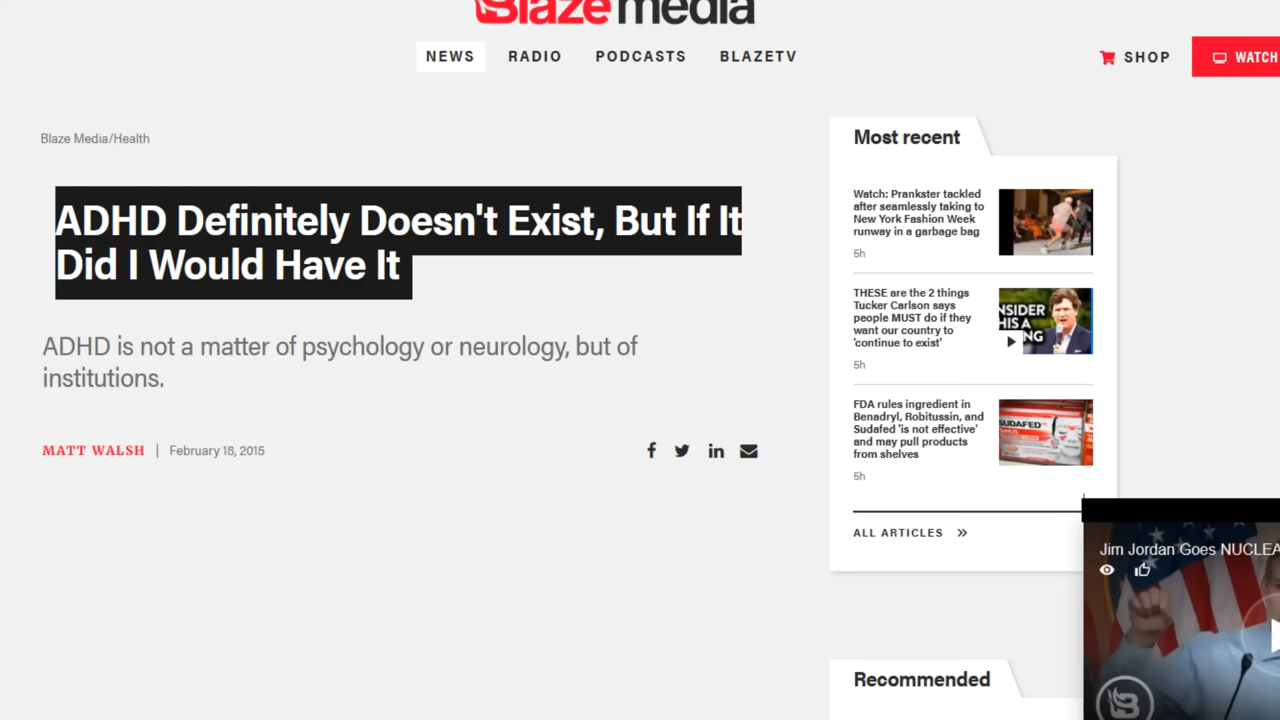 Blaze media
NEWS RADIO PODCASTS BLAZETV
SHOP
WATCH
Blaze Media/Health
ADHD Definitely Doesn't Exist, But If It
Did I Would Have It
ADHD is not a matter of psychology or neurology, but of
institutions.
MATT WALSH | February 18, 2015
Most recent
Watch: Prankster tackled
after seamlessly taking to
New York Fashion Week
runway in a garbage bag
5h
THESE are the 2 things
Tucker Carlson says
people MUST do if they
want our country to
'continue to exist'
NSIDER
HIS A
NG
5h
FDA rules ingredient in
Benadryl, Robitussin, and
Sudafed 'is not effective'
and may pull products
from shelves
SUDAFED
5h
ALL ARTICLES
Jim Jordan Goes NUCLEA
Recommended